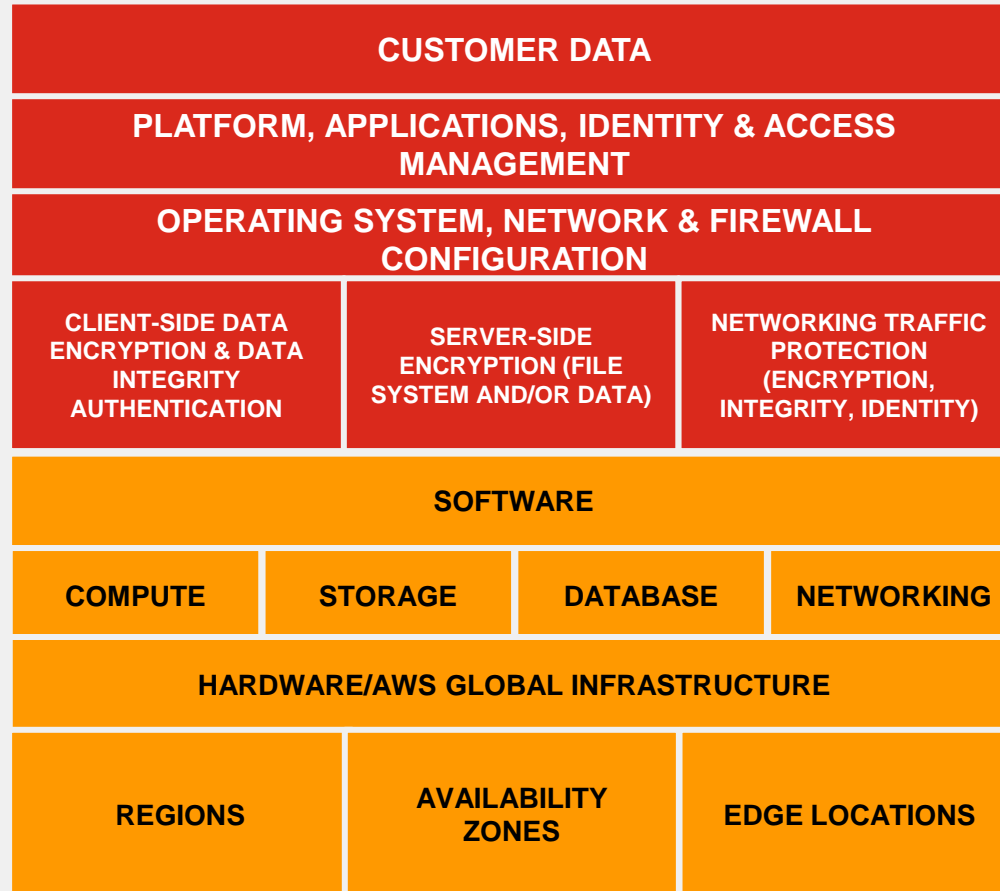 CUSTOMER DATA
PLATFORM, APPLICATIONS, IDENTITY & ACCESS
MANAGEMENT
OPERATING SYSTEM, NETWORK & FIREWALL
CONFIGURATION
CLIENT-SIDE DATA
ENCRYPTION & DATA
INTEGRITY
AUTHENTICATION
SERVER-SIDE
ENCRYPTION (FILE
SYSTEM AND/OR DATA)
NETWORKING TRAFFIC
PROTECTION
(ENCRYPTION,
INTEGRITY, IDENTITY)
SOFTWARE
COMPUTE
STORAGE
DATABASE
NETWORKING
HARDWARE/AWS GLOBAL INFRASTRUCTURE
REGIONS
AVAILABILITY
ZONES
EDGE LOCATIONS